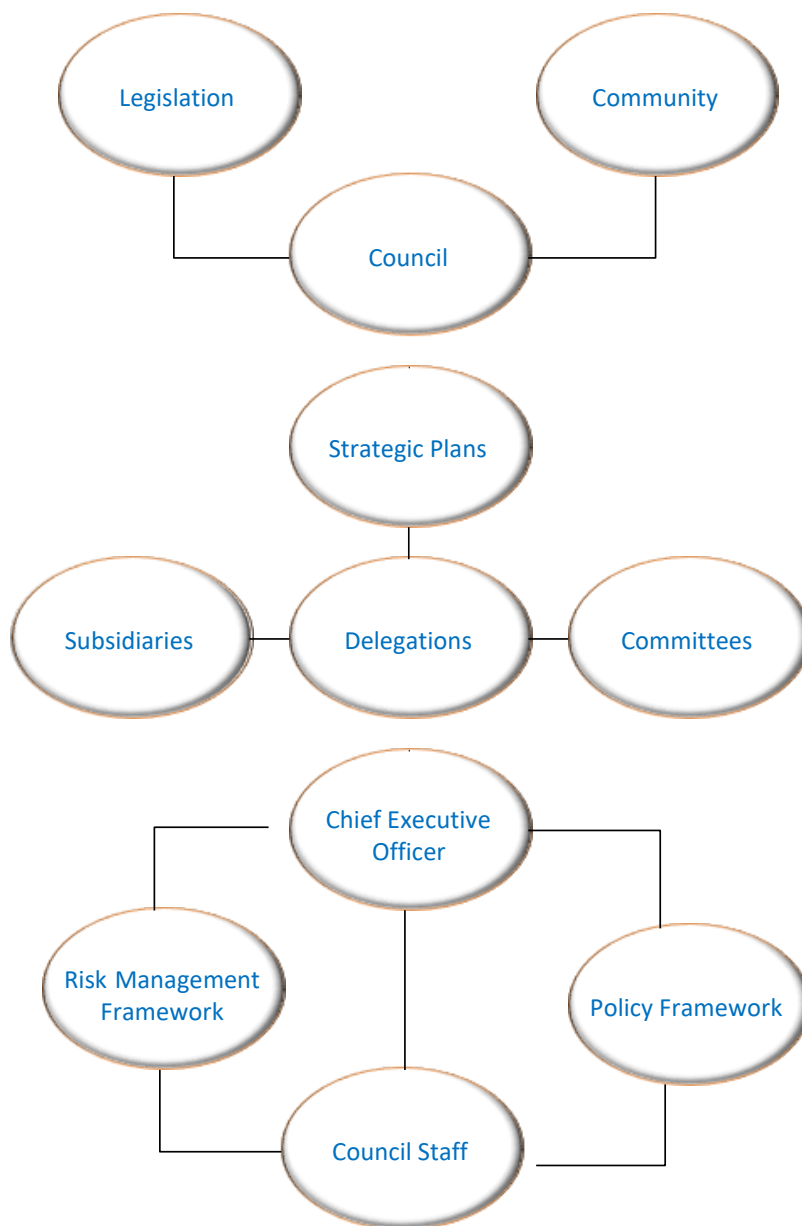 Legislation
Community
Council
Strategic Plans
Subsidiaries
Delegations
Committees
Chief Executive
Officer
Risk Management
Framework
Policy Framework
Council Staff